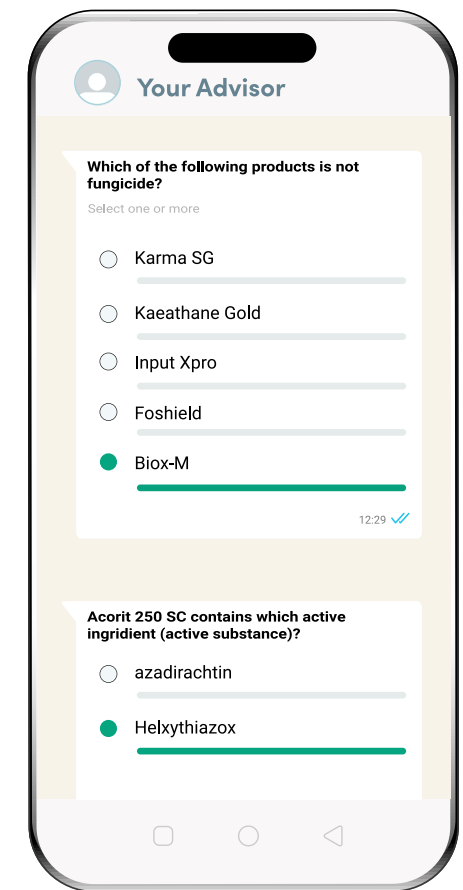 Your Advisor
Which of the following products is not
fungicide?
Select one or more
Karma SG
Kaeathane Gold
Input Xpro
Foshield
Biox-M
12:29
Acorit 250 SC contains which active
ingridient (active substance)?
azadirachtin
Helxythiazox